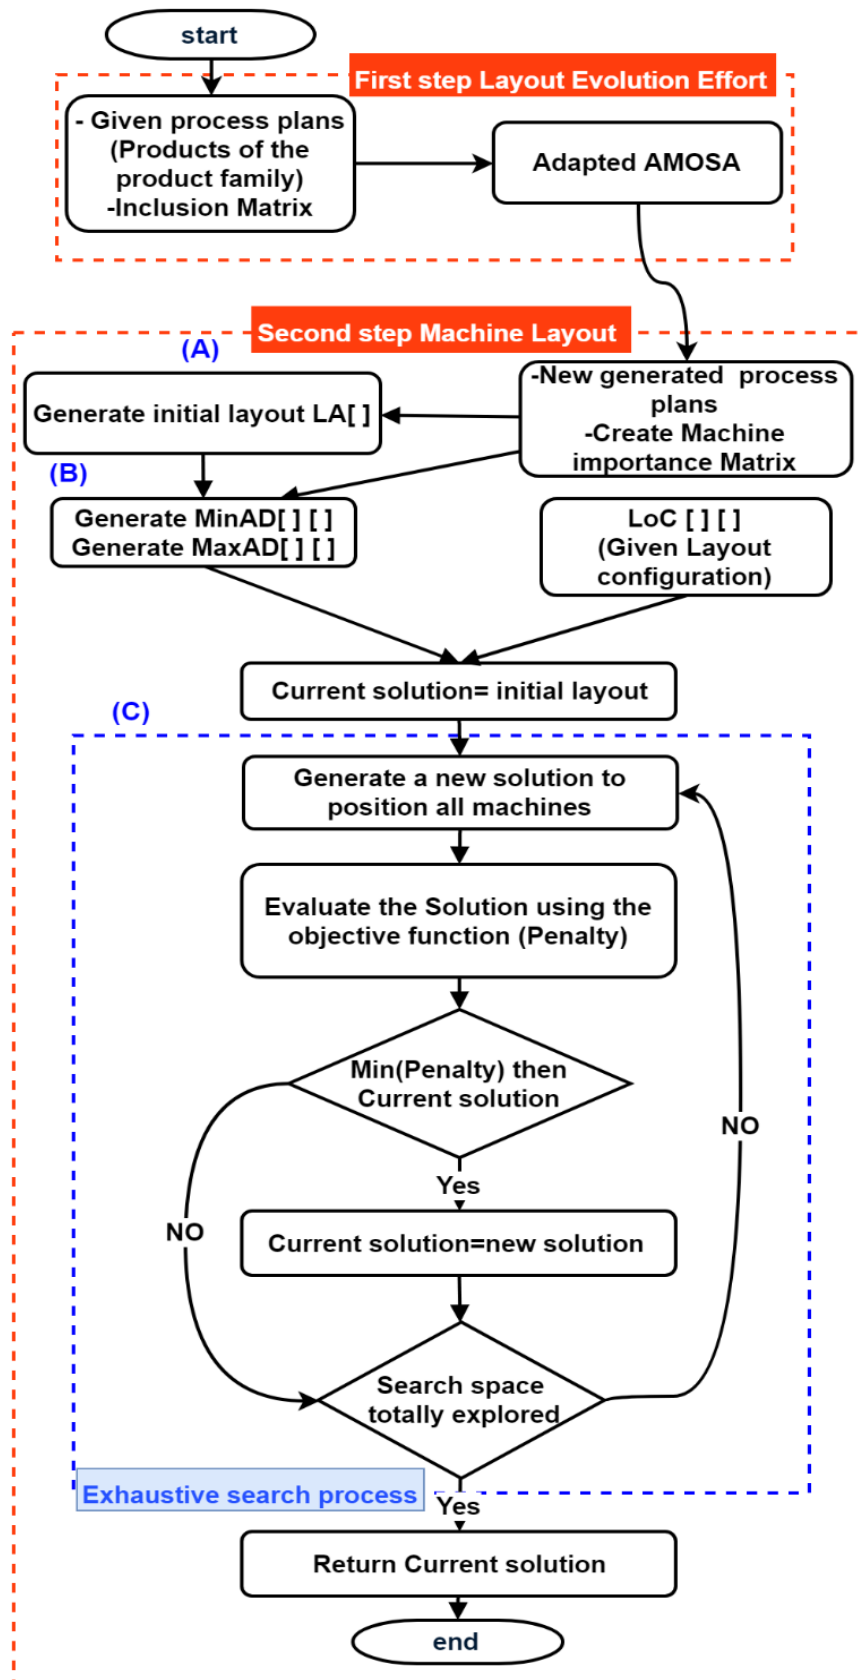 start
First step Layout Evolution Effort
- Given process plans
(Products of the
product family)
-Inclusion Matrix
Adapted AMOSA
Second step Machine Layout
(A)
Generate initial layout LA[ ]
-New generated  process
plans
-Create Machine
importance Matrix
(B)
Generate MinAD[ ] [ ]
Generate MaxAD[ ] [ ]
LoC [ ] [ ]
(Given Layout
configuration)
Current solution= initial layout
(C)
Generate a new solution to
position all machines
Evaluate the Solution using the
objective function (Penalty)
Min(Penalty) then
Current solution
NO
Yes
NO
Current solution=new solution
Search space
totally explored
Exhaustive search process
Yes
Return Current solution
end